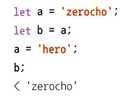 let a = 'zerocho';
let b = a;
a = 'hero';
b;
< 'zerocho'